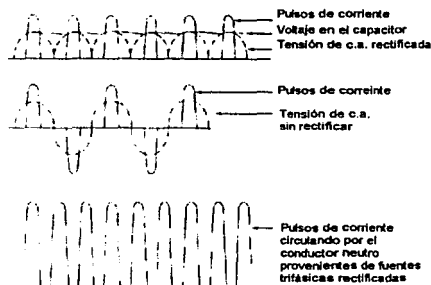 Pulsos de corriente
Voltaje en el capacitor
Tensión de c.a. rectificada
Pulsos de correinte
Tensión de c.a.
sin rectificar
Pulsos de corriente
circulando por el
conductor neutro
provenientes de fuentes
trifásicas rectificadas